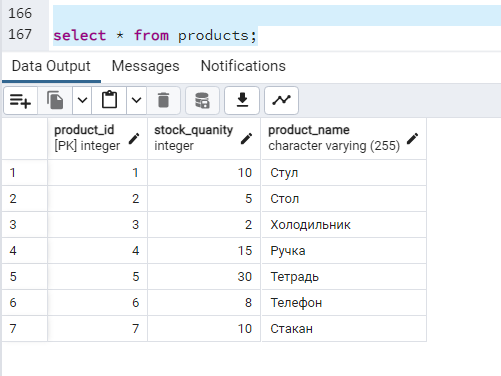 166
167 select * from products;
Data Output Messages Notifications
product_id stock_quanity product_name
[PK] integer integer character varying (255)
1 1 10 Стул
2 2 5 Стол
3 3 2 Холодильник
4 4 15 Ручка
5 5 30 Тетрадь
6 6 8 Телефон
7 7 10 Стакан